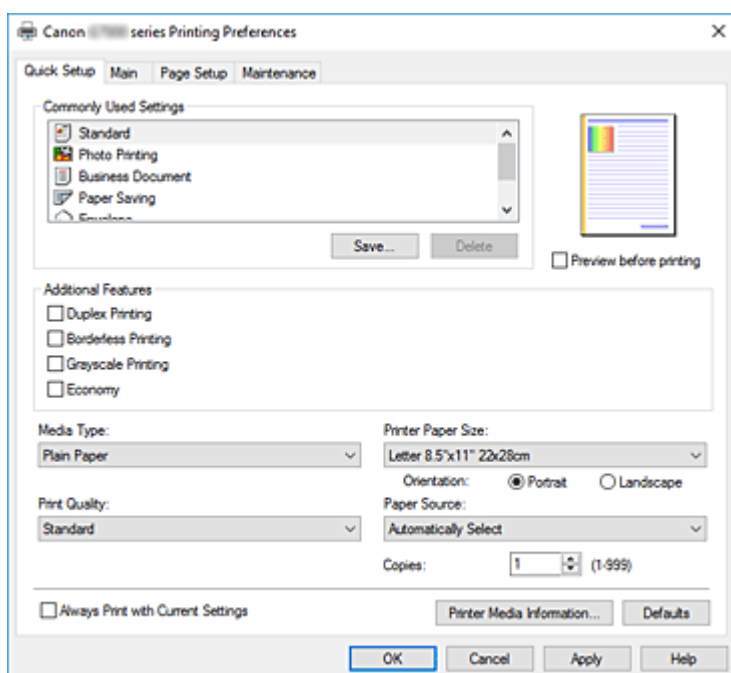 Canon series Printing Preferences
Quick Setup Main Page Setup Maintenance
Commonly Used Settings
Standard
Photo Printing
Business Document
Paper Saving
Envelope
Save... Delete
Preview before printing
Additional Features
Duplex Printing
Borderless Printing
Grayscale Printing
Economy
Media Type: Printer Paper Size:
Plain Paper Letter 8.5"x11" 22x28cm
Orientation: Portrait Landscape
Print Quality: Paper Source:
Standard Automatically Select
Copies: 1 (1-999)
Always Print with Current Settings Printer Media Information... Defaults
OK Cancel Apply Help